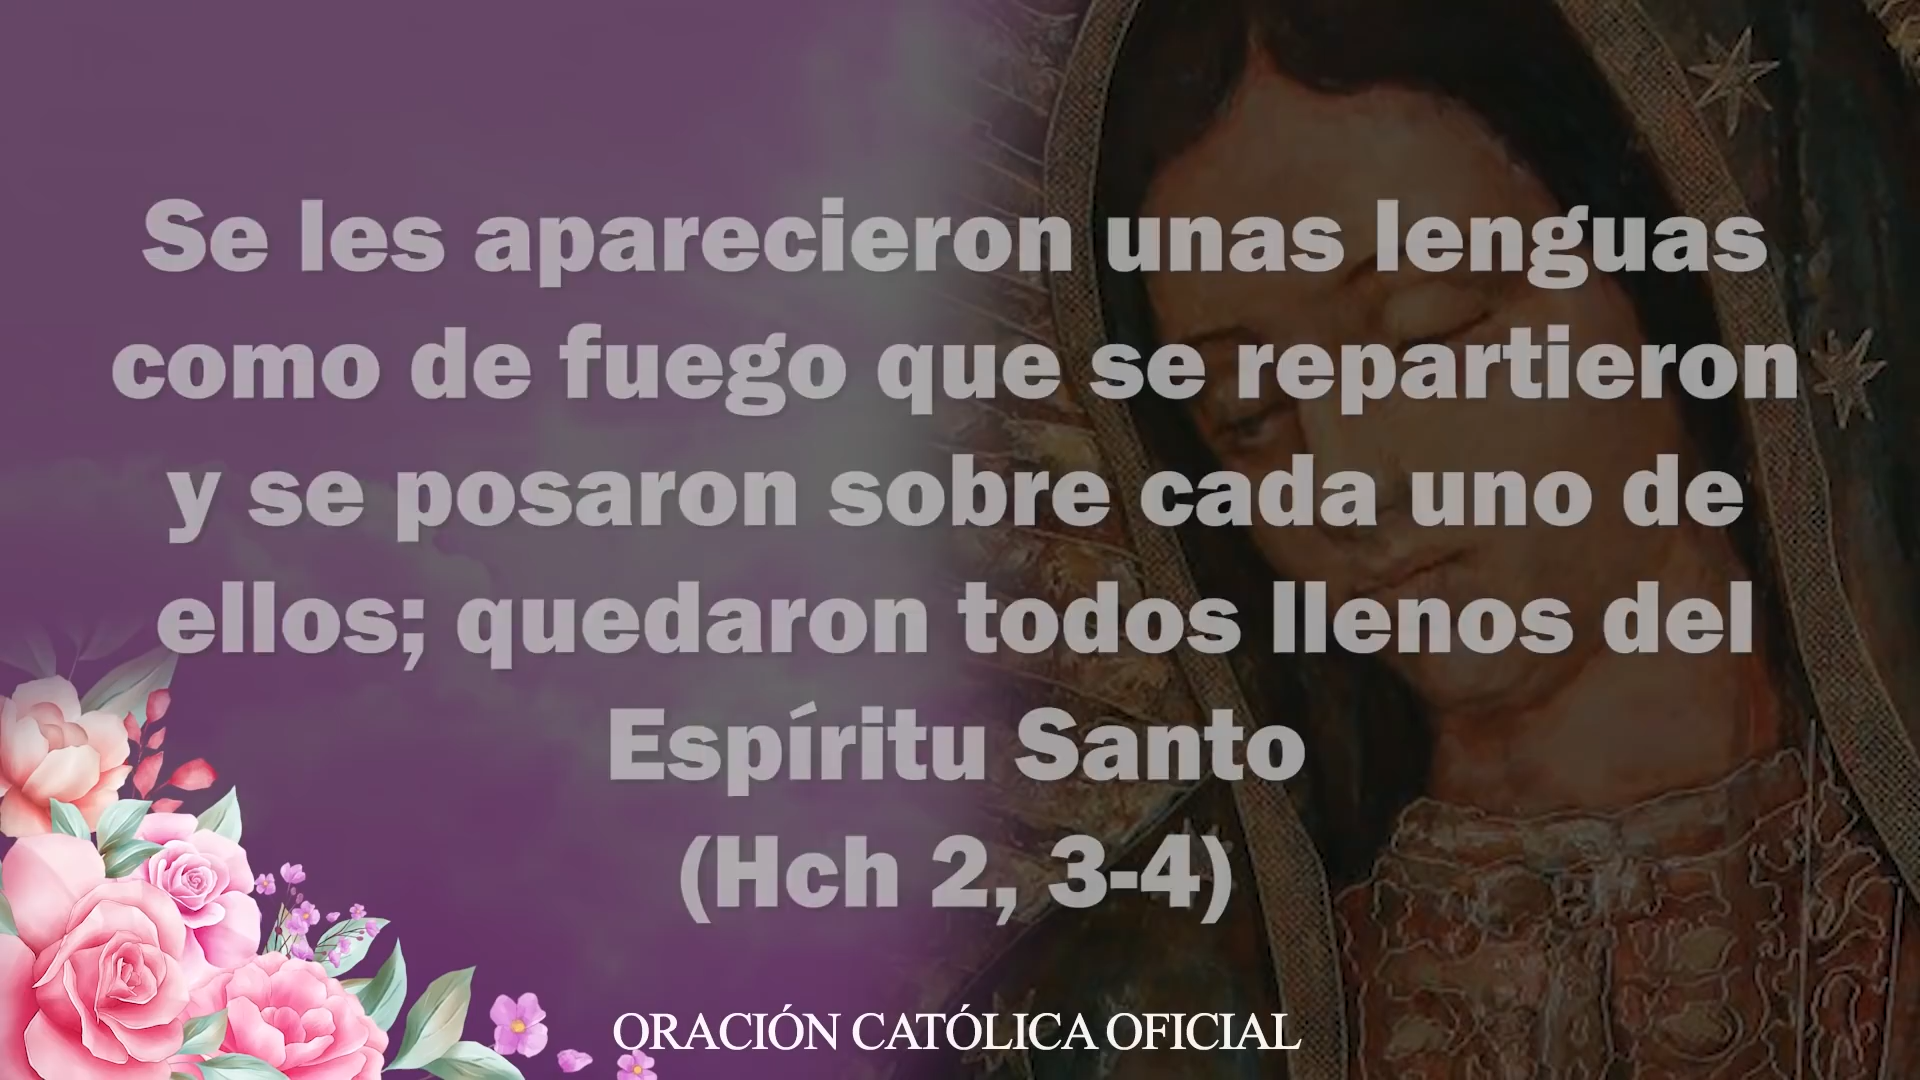 Se les aparecieron unas lenguas
como de fuego que se repartieron
y se posaron sobre cada uno de
ellos; quedaron todos llenos del
Espíritu Santo
(Hch 2, 3-4)
ORACIÓN CATÓLICA OFICIAL